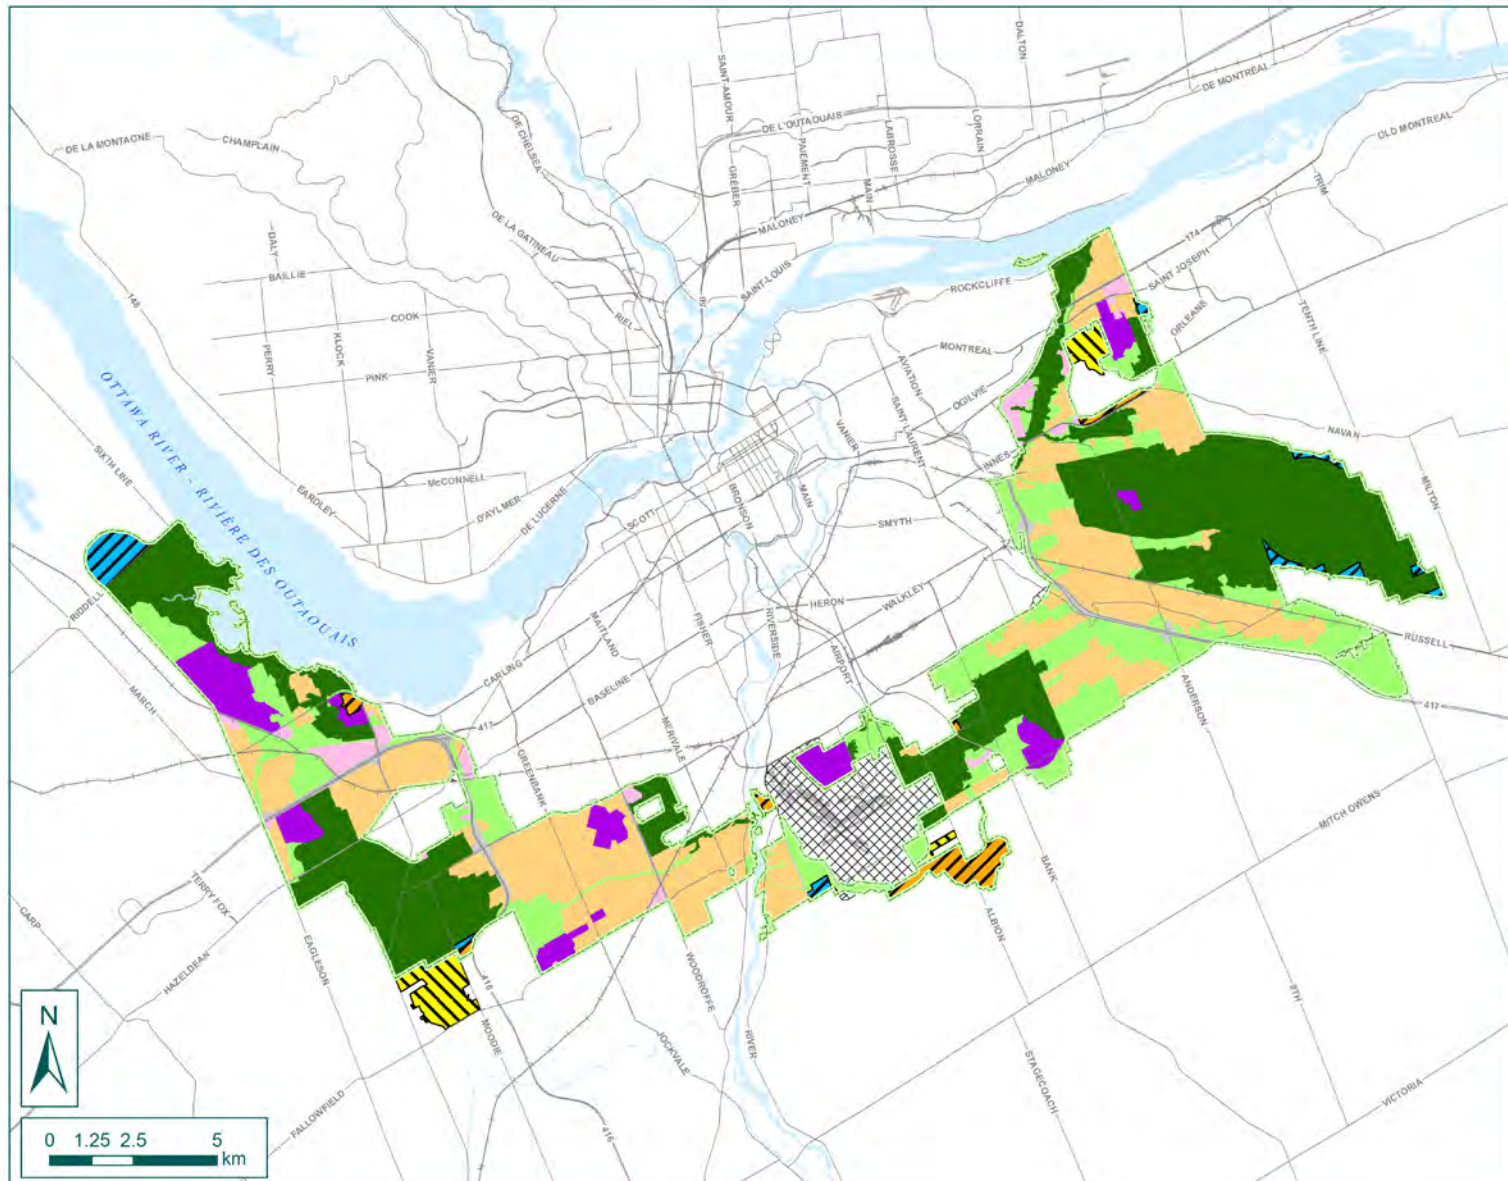 DALTON
SAINT-AMOUR
DE MONTRÉAL
DE L'OUTAOUAIS
LORRAIN
LABROSSE
PAIEMENT
DE CHELSEA
OLD MONTREAL
DE LA MONTAGNE
CHAMPLAIN
GRÉBER
MAIN
MALONEY
TRIM
DE LA GATINEAU
MALONEY
174
DALY
BAILLIE
SAINT-LOUIS
SAINT JOSEPH
ROCKCLIFFE
148
50
COOK
RIEL
ORLEANS
TENTH LINE
PERRY
KLOCK
VANIER
MONTREAL
AVIATION
PINK
OGILVIE
OTTAWA RIVER - RIVIÈRE DES OUTAOUAIS
SAINT LAURENT
VANIER
NAVAN
SIXTH LINE
INNES
McCONNELL
MILTON
EARDLEY
D'AYLMER
DE LUCERNE
SCOTT
BRONSON
MAIN
SMYTH
RIDDELL
HERON
WALKLEY
MAITLAND
FISHER
RIVERSIDE
RUSSELL
CARLING
AIRPORT
MARCH
BASELINE
ANDERSON
417
417
MERIVALE
GREENBANK
MITCH OWENS
TERRY FOX
BANK
CARP
HAZELDEAN
EAGLESON
ALBION
WOODROFFE
416
8TH
N
MOODIE
JOCKVALE
RIVER
STAGECOACH
VICTORIA
FALLOWFIELD
416
0 1.25 2.5 5
km